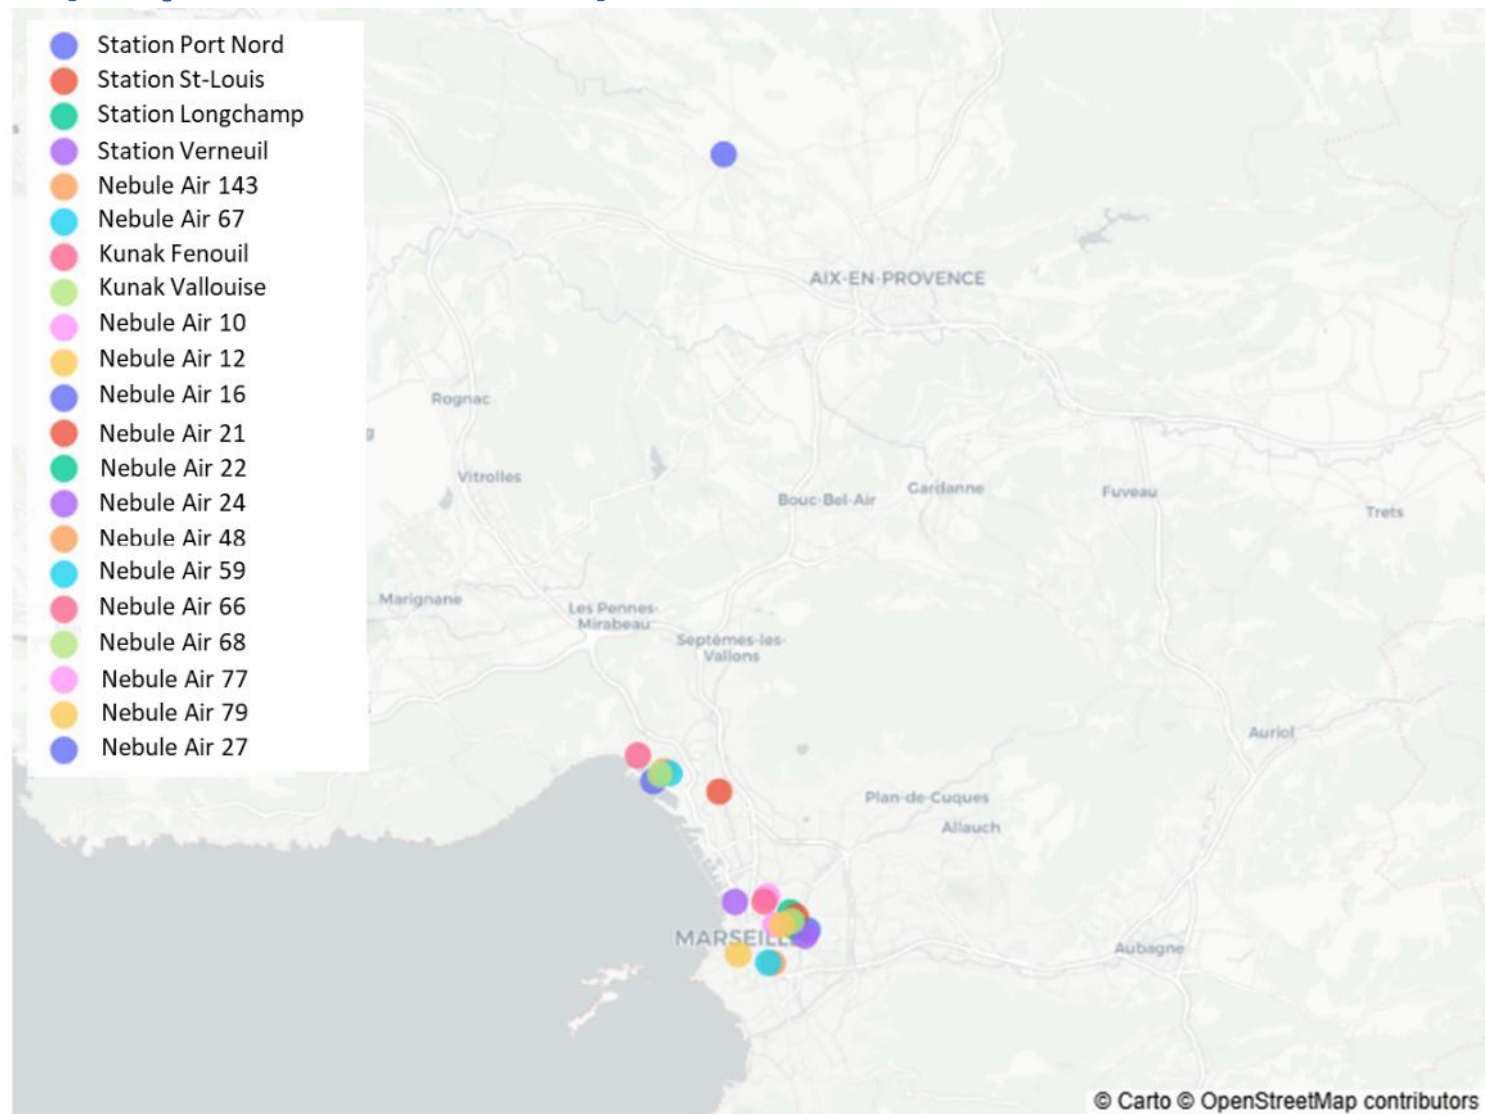 Station Port Nord
Station St-Louis
Station Longchamp
Station Verneuil
Nebule Air 143
Nebule Air 67
Kunak Fenouil
Kunak Vallouise
Nebule Air 10
Nebule Air 12
Nebule Air 16
Nebule Air 21
Nebule Air 22
Nebule Air 24
Nebule Air 48
Nebule Air 59
Nebule Air 66
Nebule Air 68
Nebule Air 77
Nebule Air 79
Nebule Air 27
AIX-EN-PROVENCE
Rognac
Vitrolles
Bouc-Bel-Air
Gardanne
Fuveau
Trets
Marignane
Les Pennes-
Mirabeau
Septèmes-les-
Vallons
Auriol
Plan-de-Cuques
Allauch
MARSEILL
Aubagne
© Carto © OpenStreetMap contributors